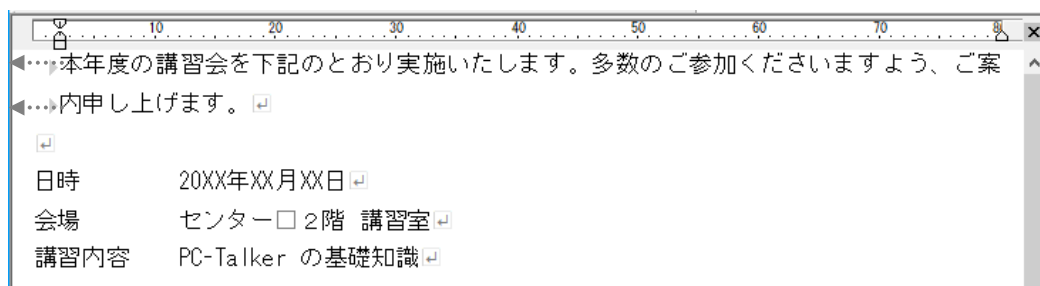 10 20 30 40 50 60 70 80
本年度の講習会を下記のとおり実施いたします。多数のご参加くださいますよう、ご案
内申し上げます。
日時 20XX年XX月XX日
会場 センター□２階 講習室
講習内容 PC-Talker の基礎知識